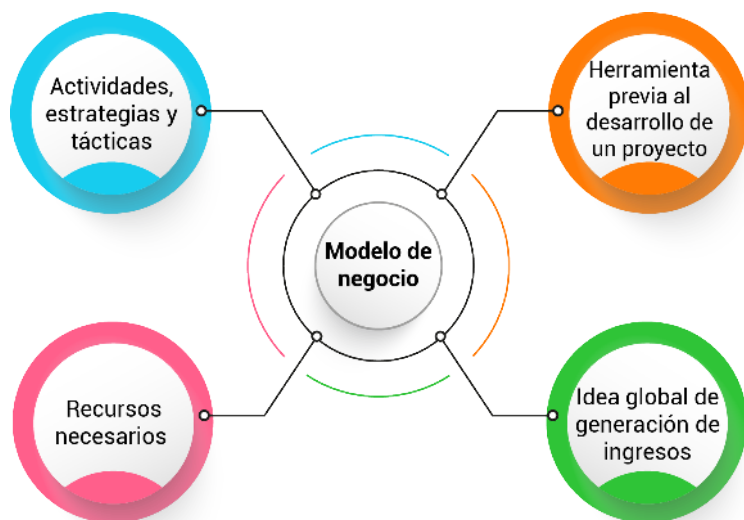 Actividades,
estrategias y
tácticas
Herramienta
previa al
desarrollo de
un proyecto
Modelo de
negocio
Recursos
necesarios
Idea global de
generación de
ingresos